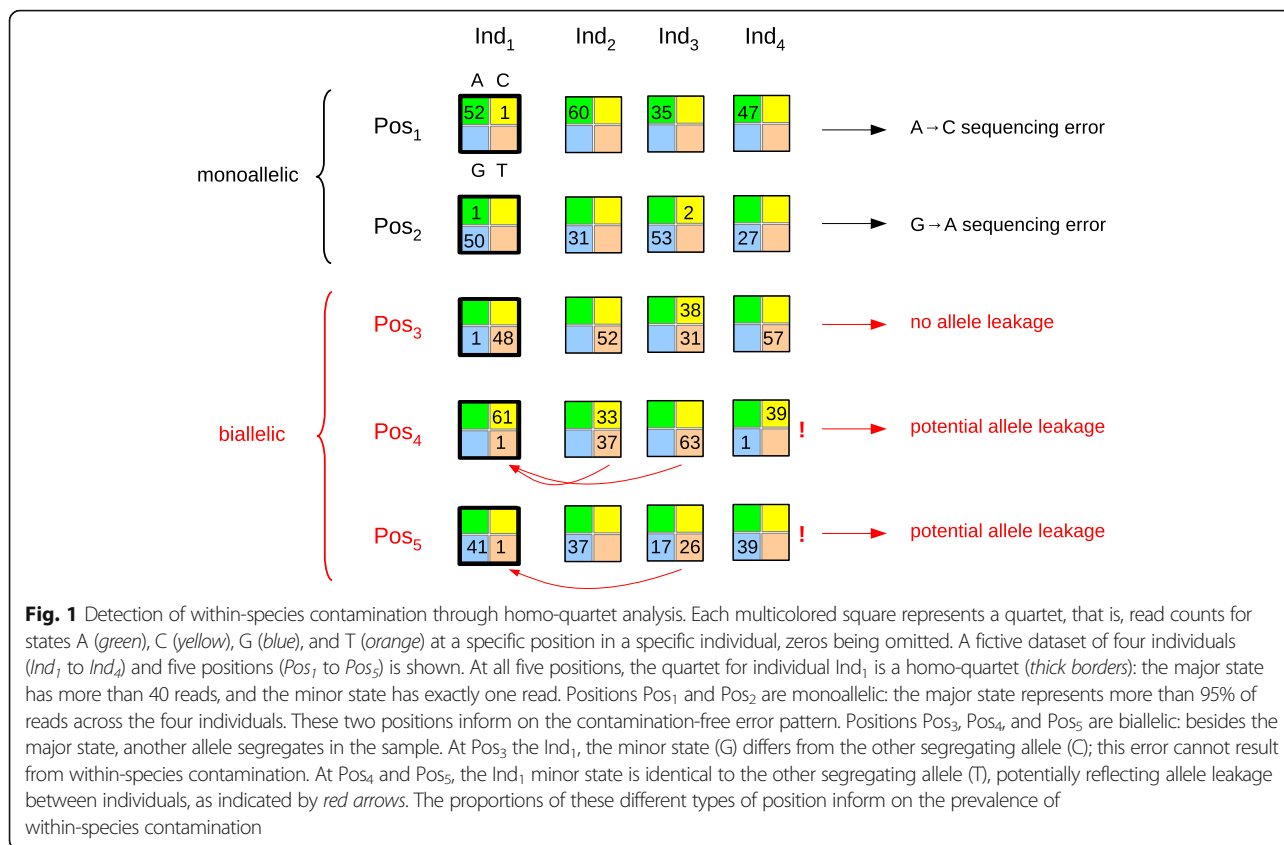 Ind1 Ind2 Ind3 Ind4
A C
monoallelic
Pos1 52 1 60 35 47 A→C sequencing error
G T
Pos2 1 50 31 2 53 27 G→A sequencing error
biallelic
Pos3 1 48 52 38 31 57 no allele leakage
Pos4 61 1 33 37 63 39 1 ! potential allele leakage
Pos5 41 1 37 17 26 39 ! potential allele leakage
Fig. 1 Detection of within-species contamination through homo-quartet analysis. Each multicolored square represents a quartet, that is, read counts for
states A (green), C (yellow), G (blue), and T (orange) at a specific position in a specific individual, zeros being omitted. A fictive dataset of four individuals
(Ind1 to Ind4) and five positions (Pos1 to Pos5) is shown. At all five positions, the quartet for individual Ind1 is a homo-quartet (thick borders): the major state
has more than 40 reads, and the minor state has exactly one read. Positions Pos1 and Pos2 are monoallelic: the major state represents more than 95% of
reads across the four individuals. These two positions inform on the contamination-free error pattern. Positions Pos3, Pos4, and Pos5 are biallelic: besides the
major state, another allele segregates in the sample. At Pos3 the Ind1, the minor state (G) differs from the other segregating allele (C); this error cannot result
from within-species contamination. At Pos4 and Pos5, the Ind1 minor state is identical to the other segregating allele (T), potentially reflecting allele leakage
between individuals, as indicated by red arrows. The proportions of these different types of position inform on the prevalence of
within-species contamination